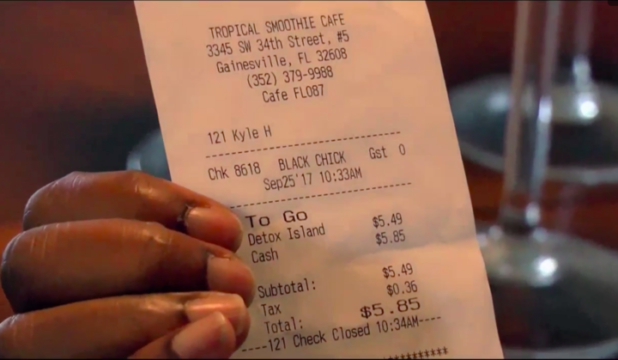 TROPICAL SMOOTHIE CAFE
3345 SW 34th Street, #5
Gainesville, FL 32608
(352) 379-9988
Cafe FL087
121 Kyle H
Chk 8618 BLACK CHICK Gst 0
Sep25'17 10:33AM
To Go
Detox Island $5.49
Cash $5.85
Subtotal: $5.49
Tax $0.36
Total: $5.85
----121 Check Closed 10:34AM----